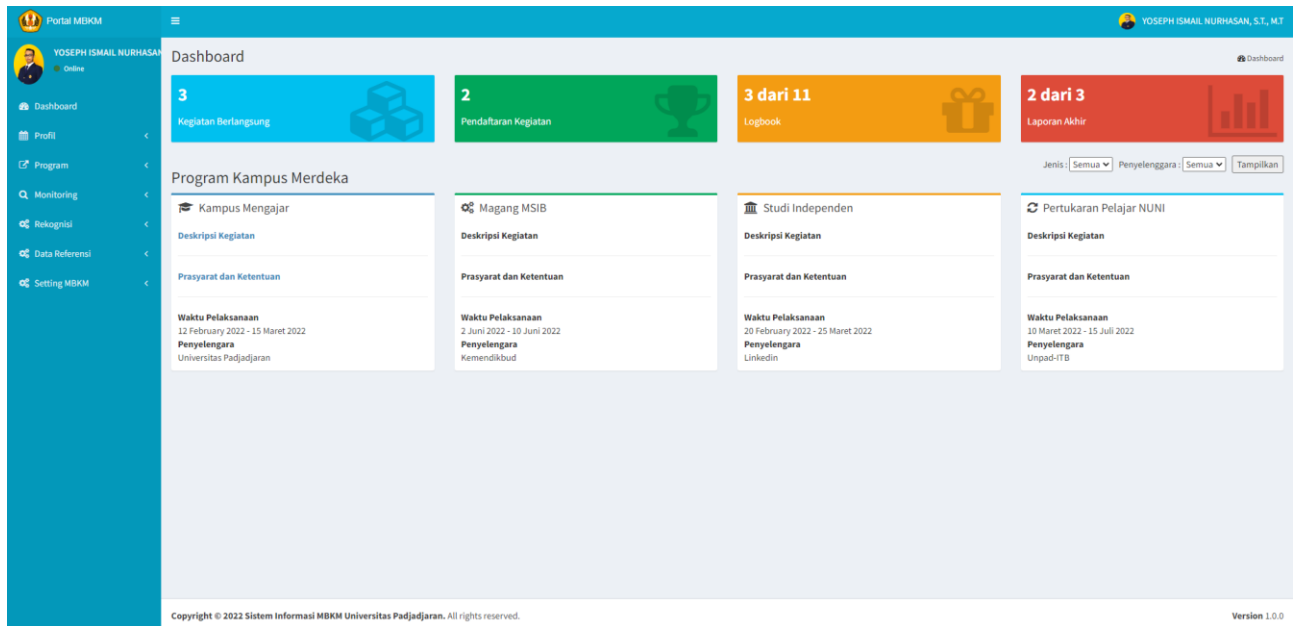 Portal MBKM
YOSEPH ISMAIL NURHASAN, S.T., M.T
YOSEPH ISMAIL NURHASAN
Online
Dashboard
Profil
Program
Monitoring
Rekognisi
Data Referensi
Setting MBKM
Dashboard
Dashboard
3
Kegiatan Berlangsung
2
Pendaftaran Kegiatan
3 dari 11
Logbook
2 dari 3
Laporan Akhir
Program Kampus Merdeka
Jenis : Semua Penyelenggara : Semua Tampilkan
Kampus Mengajar
Deskripsi Kegiatan
Prasyarat dan Ketentuan
Waktu Pelaksanaan
12 February 2022 - 15 Maret 2022
Penyelengara
Universitas Padjadjaran
Magang MSIB
Deskripsi Kegiatan
Prasyarat dan Ketentuan
Waktu Pelaksanaan
2 Juni 2022 - 10 Juni 2022
Penyelengara
Kemendikbud
Studi Independen
Deskripsi Kegiatan
Prasyarat dan Ketentuan
Waktu Pelaksanaan
20 February 2022 - 25 Maret 2022
Penyelengara
Linkedin
Pertukaran Pelajar NUNI
Deskripsi Kegiatan
Prasyarat dan Ketentuan
Waktu Pelaksanaan
10 Maret 2022 - 15 Juli 2022
Penyelengara
Unpad-ITB
Copyright © 2022 Sistem Informasi MBKM Universitas Padjadjaran. All rights reserved.
Version 1.0.0